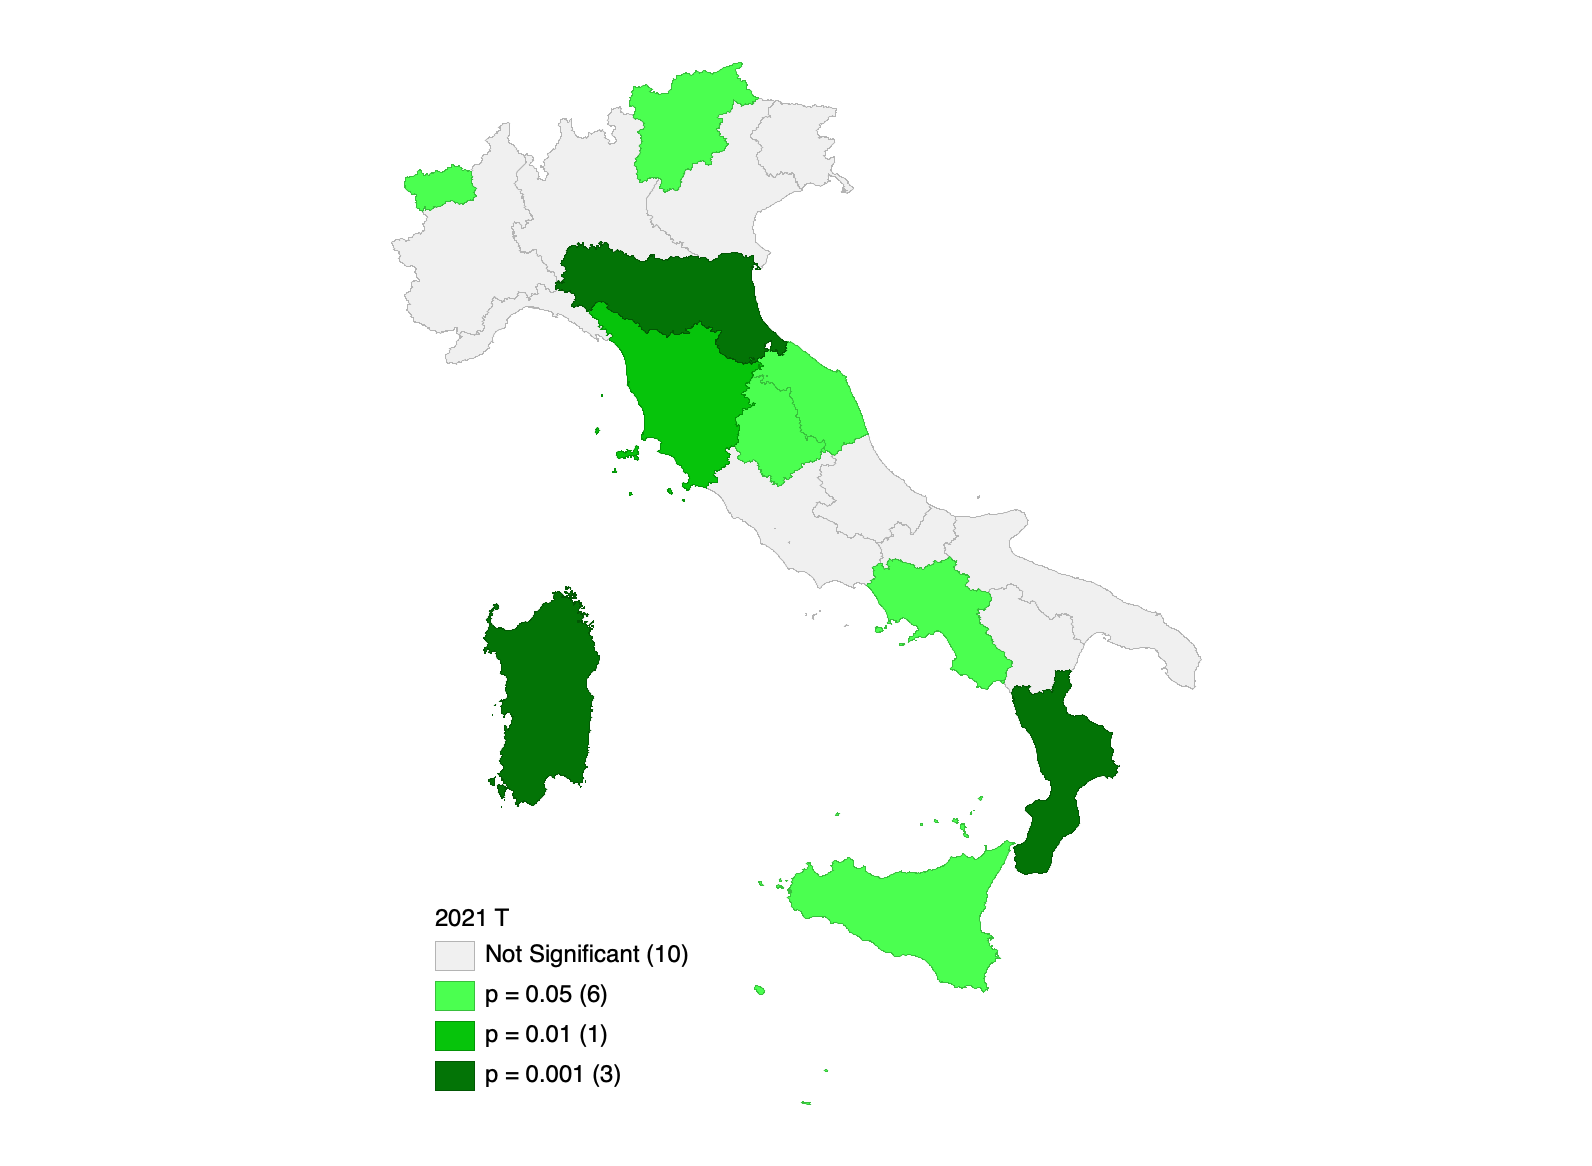 2021 T
Not Significant (10)
p = 0.05 (6)
p = 0.01 (1)
p = 0.001 (3)